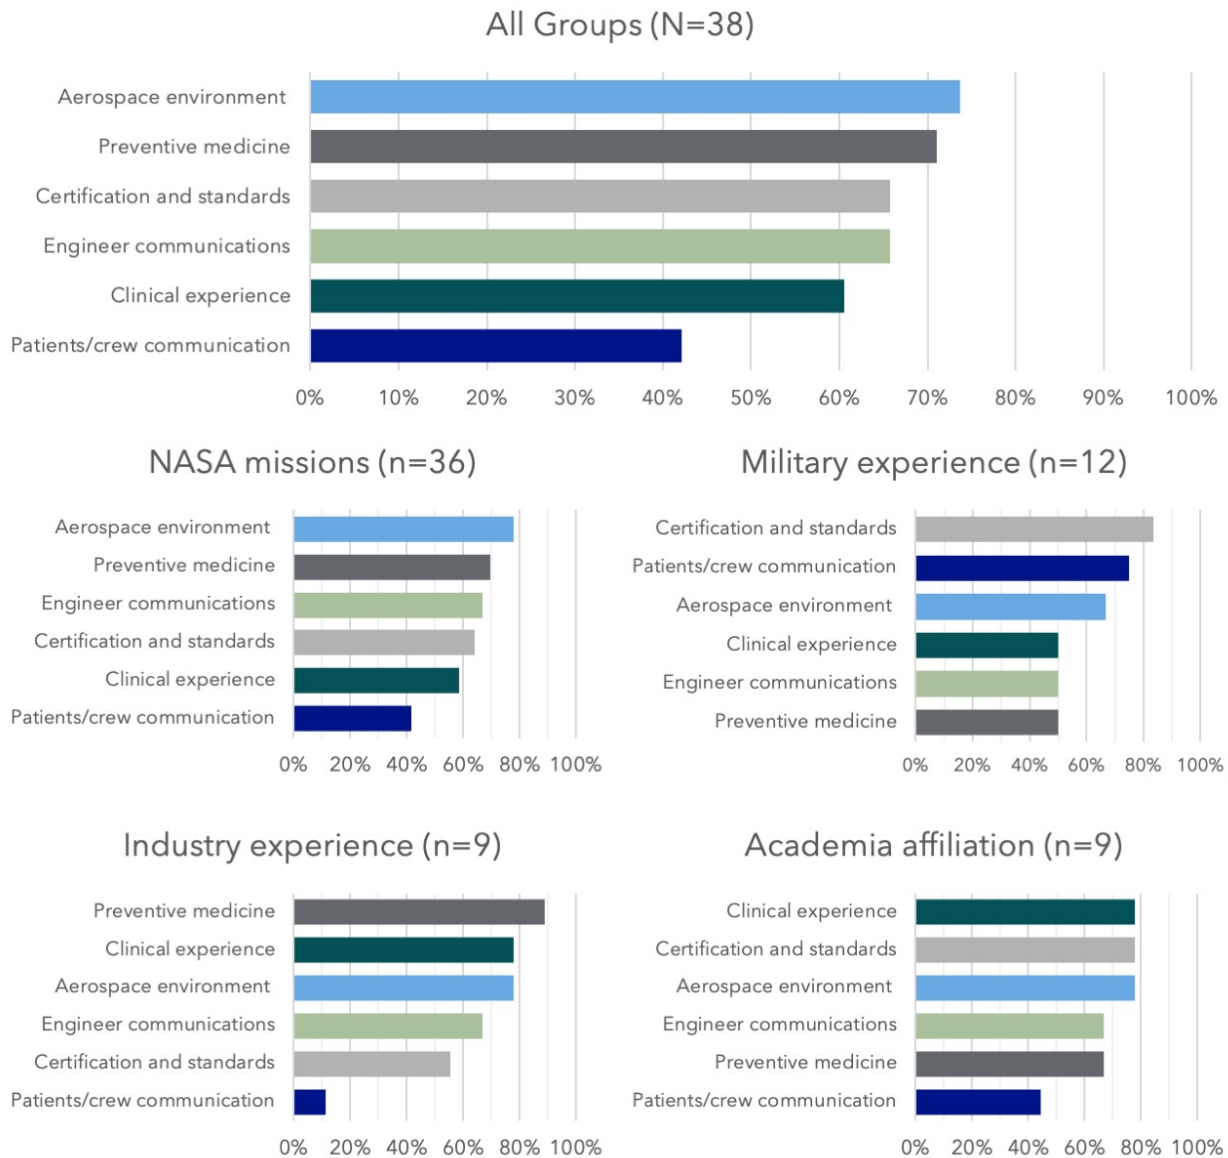 All Groups (N=38)
Aerospace environment
Preventive medicine
Certification and standards
Engineer communications
Clinical experience
Patients/crew communication
0% 10% 20% 30% 40% 50% 60% 70% 80% 90% 100%
NASA missions (n=36)
Aerospace environment
Preventive medicine
Engineer communications
Certification and standards
Clinical experience
Patients/crew communication
0% 20% 40% 60% 80% 100%
Military experience (n=12)
Certification and standards
Patients/crew communication
Aerospace environment
Clinical experience
Engineer communications
Preventive medicine
0% 20% 40% 60% 80% 100%
Industry experience (n=9)
Preventive medicine
Clinical experience
Aerospace environment
Engineer communications
Certification and standards
Patients/crew communication
0% 20% 40% 60% 80% 100%
Academia affiliation (n=9)
Clinical experience
Certification and standards
Aerospace environment
Engineer communications
Preventive medicine
Patients/crew communication
0% 20% 40% 60% 80% 100%